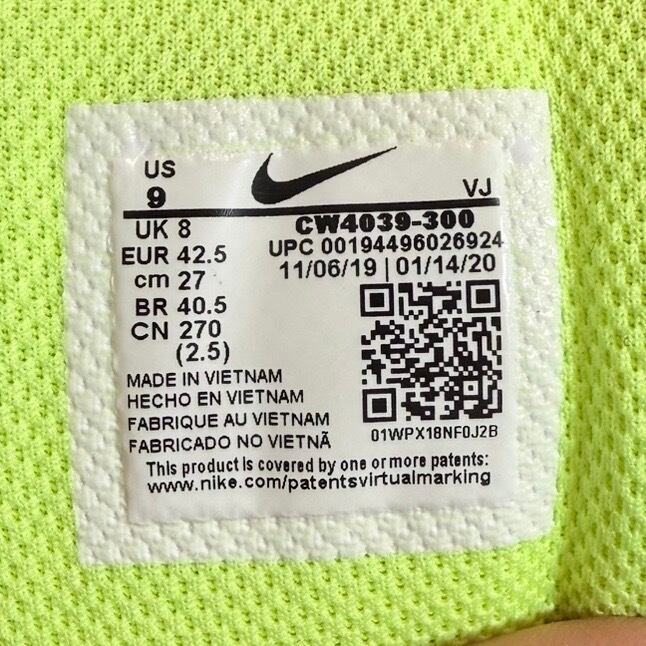 US
9
VJ
UK 8
EUR 42.5
cm 27
BR 40.5
CN 270
(2.5)
CW4039-300
UPC 00194496026924
11/06/19 | 01/14/20
01WPX18NF0J2B
MADE IN VIETNAM
HECHO EN VIETNAM
FABRIQUE AU VIETNAM
FABRICADO NO VIETNÃ
This product is covered by one or more patents:
www.nike.com/patentsvirtualmarking